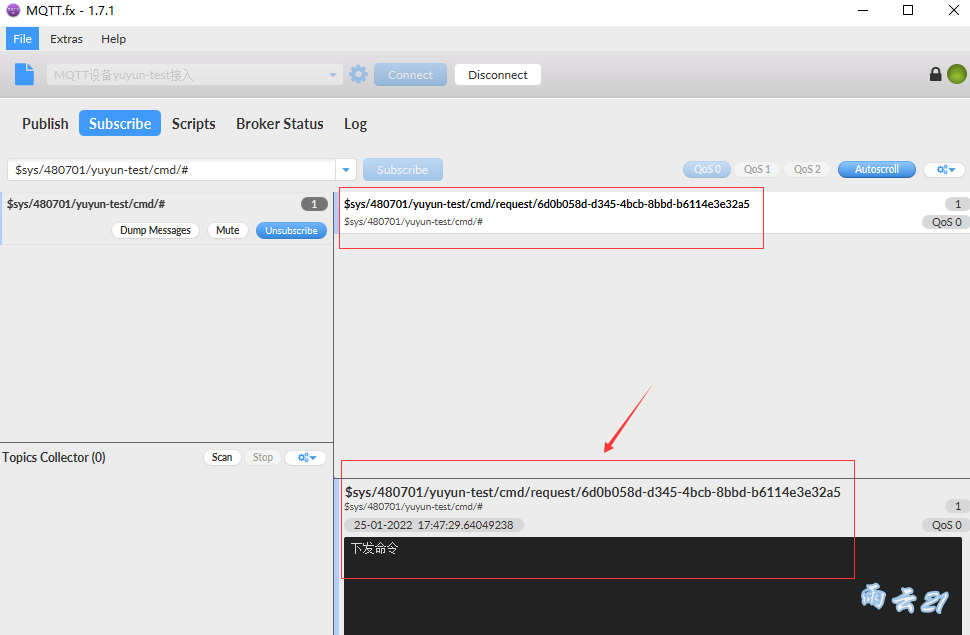 MQTT.fx - 1.7.1
File Extras Help
MQTT设备yuyun-test接入 Connect Disconnect
Publish Subscribe Scripts Broker Status Log
$sys/480701/yuyun-test/cmd/# Subscribe QoS 0 QoS 1 QoS 2 Autoscroll
$sys/480701/yuyun-test/cmd/# 1
Dump Messages Mute Unsubscribe
$sys/480701/yuyun-test/cmd/request/6d0b058d-d345-4bcb-8bbd-b6114e3e32a5 1
$sys/480701/yuyun-test/cmd/# QoS 0
Topics Collector (0) Scan Stop
$sys/480701/yuyun-test/cmd/request/6d0b058d-d345-4bcb-8bbd-b6114e3e32a5
$sys/480701/yuyun-test/cmd/# 1
25-01-2022 17:47:29.64049238 QoS 0
下发命令
雨云21